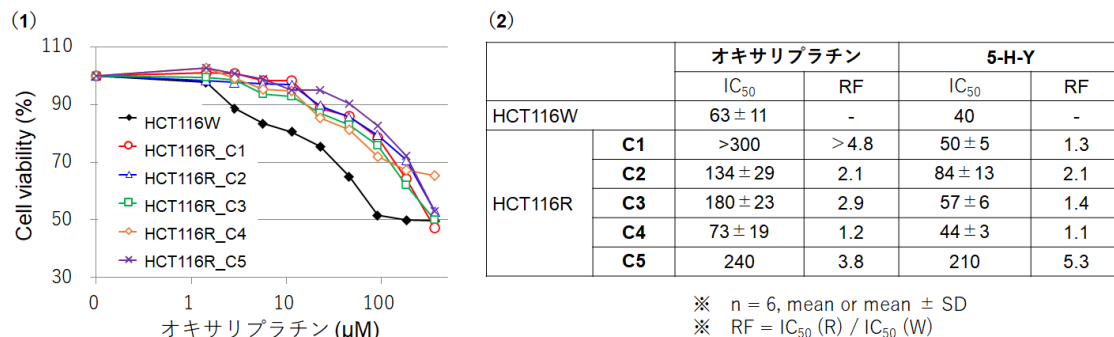 (1)
110
90
70
50
30
Cell viability (%)
HCT116W
HCT116R_C1
HCT116R_C2
HCT116R_C3
HCT116R_C4
HCT116R_C5
0 1 10 100
オキサリプラチン (μM)
(2)
オキサリプラチン 5-H-Y
IC50 RF IC50 RF
HCT116W 63±11 - 40 -
HCT116R
C1 >300 >4.8 50±5 1.3
C2 134±29 2.1 84±13 2.1
C3 180±23 2.9 57±6 1.4
C4 73±19 1.2 44±3 1.1
C5 240 3.8 210 5.3
※ n = 6, mean or mean ± SD
※ RF = IC50 (R) / IC50 (W)